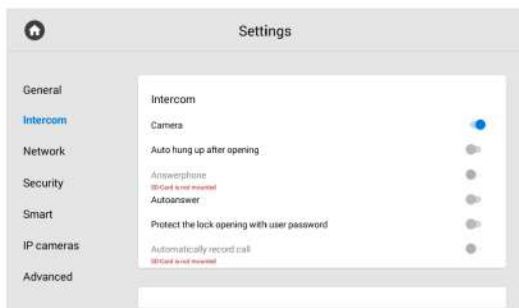 Settings
General
Intercom
Network
Security
Smart
IP cameras
Advanced
Intercom
Camera
Auto hung up after opening
Answerphone
SD-Card is not mounted
Autoanswer
Protect the lock opening with user password
Automatically record call
SD-Card is not mounted